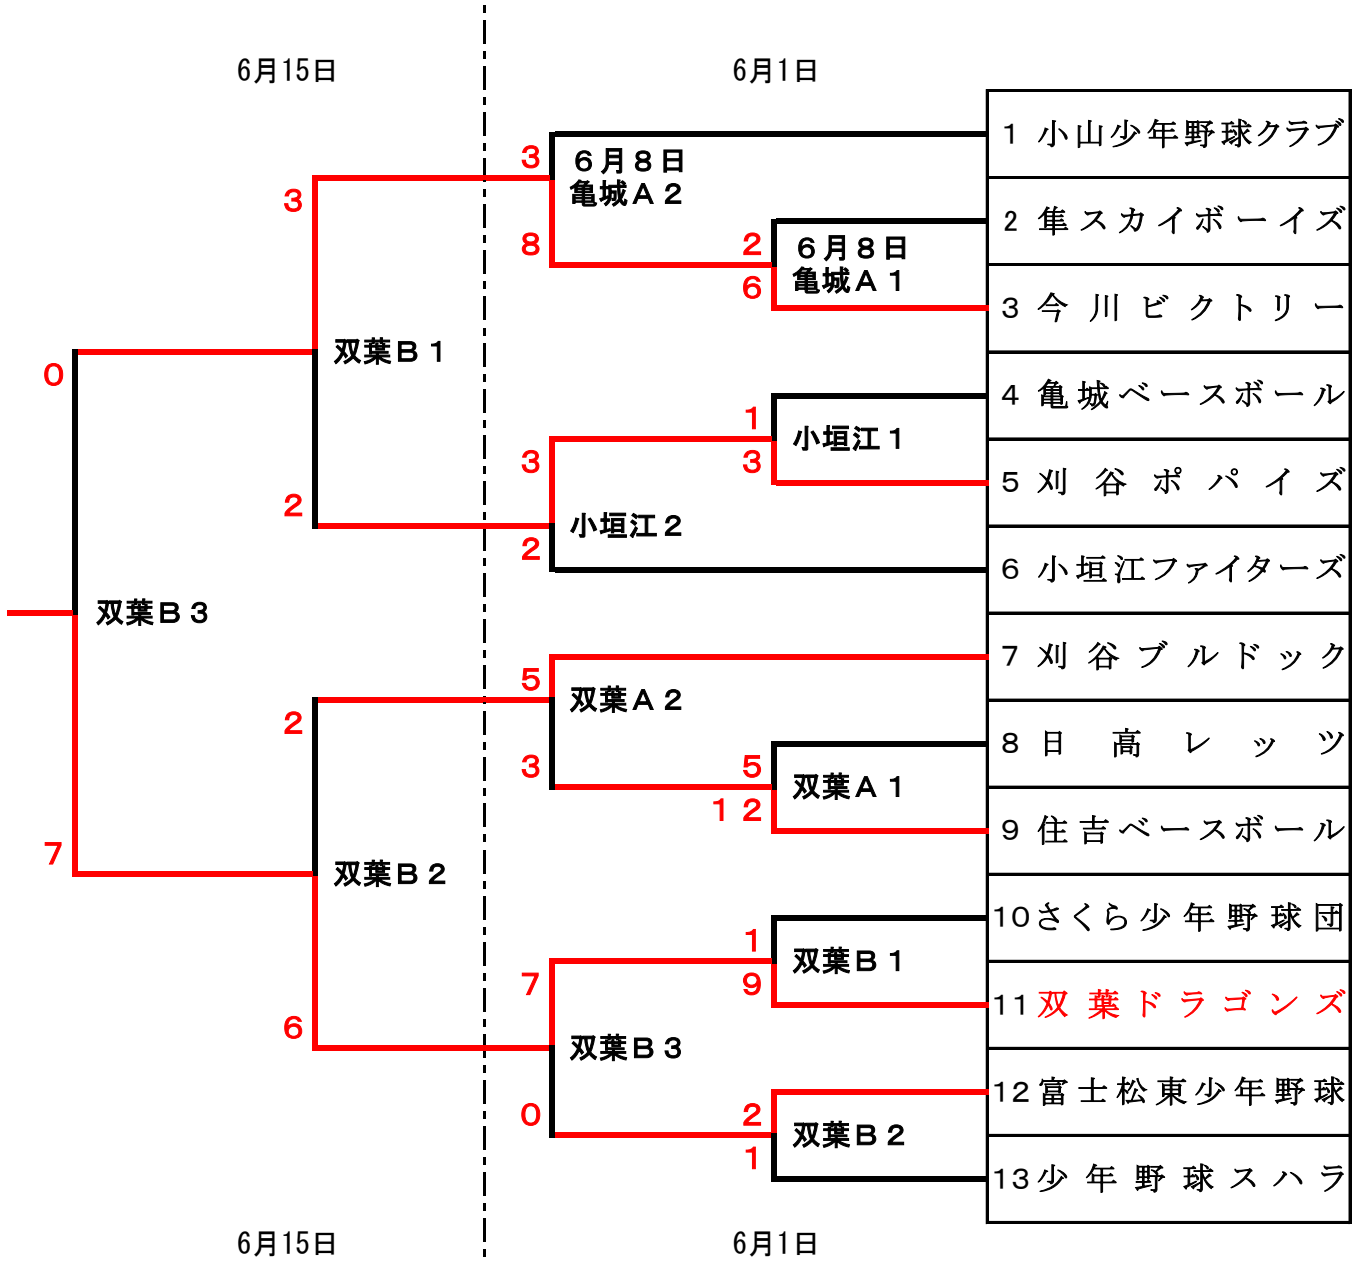 6月15日
6月1日
1 小山少年野球クラブ
3
6月8日
亀城A2
3
2 隼スカイボーイズ
8
2
6月8日
亀城A1
6
3 今川ビクトリー
双葉B1
0
4 亀城ベースボール
1
小垣江1
3
3
5 刈谷ポパイズ
2
小垣江2
2
6 小垣江ファイターズ
双葉B3
7 刈谷ブルドック
5
双葉A2
2
8 日高レッツ
3
5
双葉A1
12
9 住吉ベースボール
7
双葉B2
10 さくら少年野球団
1
双葉B1
7
9
11 双葉ドラゴンズ
6
双葉B3
12 富士松東少年野球
0
2
双葉B2
1
13 少年野球スハラ
6月15日
6月1日